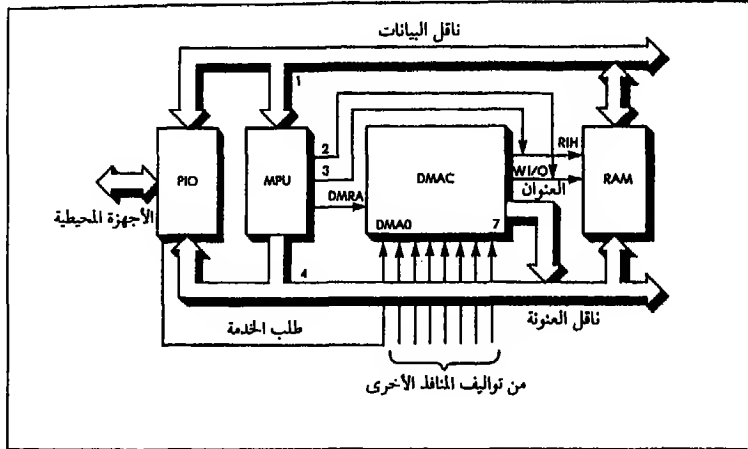 ناقل البيانات
1
2
3
PIO
MPU
DMAC
RAM
RIH
WI/O
العنوان
DMRA
DMA0
7
الأجهزة المحيطية
4
ناقل العنونة
طلب الخدمة
من تواليف المنافذ الأخرى